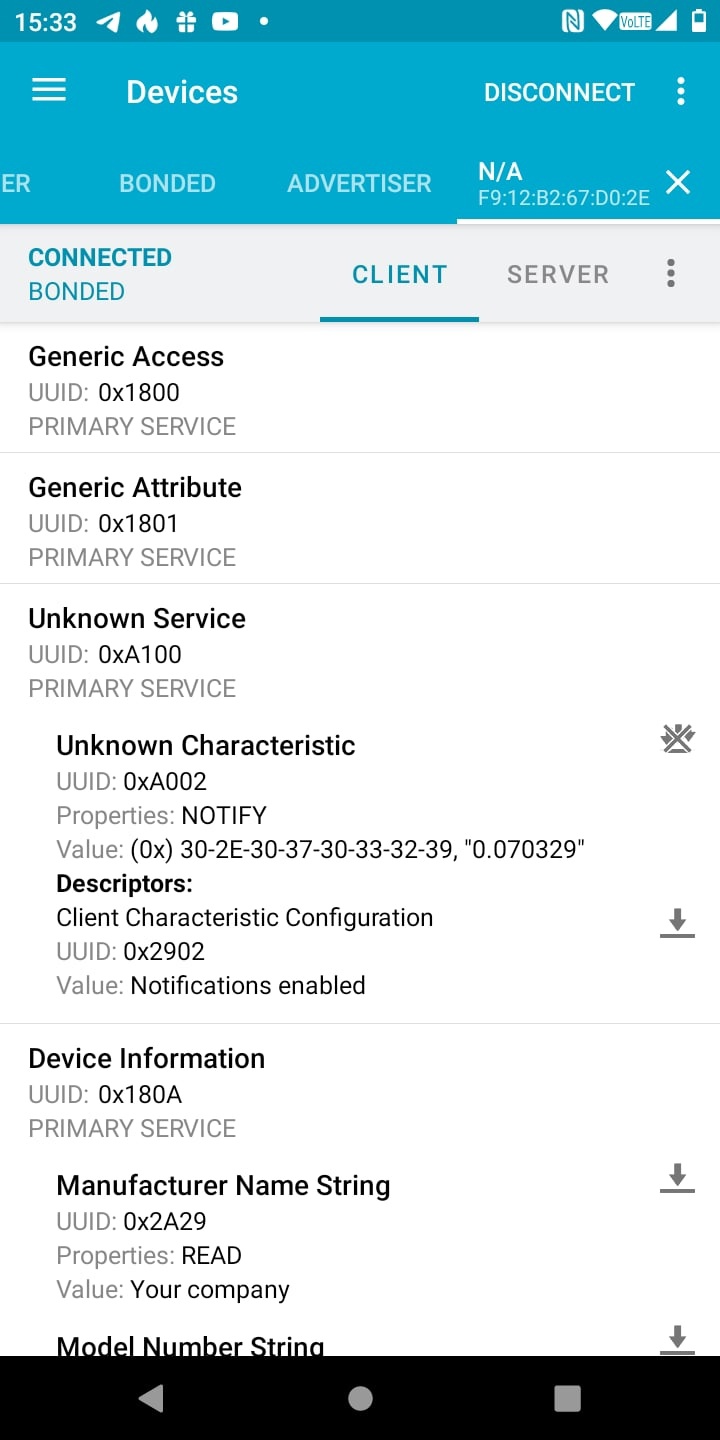 15:33
VoLTE
Devices
DISCONNECT
ER
BONDED
ADVERTISER
N/A
F9:12:B2:67:D0:2E
CONNECTED
BONDED
CLIENT
SERVER
Generic Access
UUID: 0x1800
PRIMARY SERVICE
Generic Attribute
UUID: 0x1801
PRIMARY SERVICE
Unknown Service
UUID: 0xA100
PRIMARY SERVICE
Unknown Characteristic
UUID: 0xA002
Properties: NOTIFY
Value: (0x) 30-2E-30-37-30-33-32-39, "0.070329"
Descriptors:
Client Characteristic Configuration
UUID: 0x2902
Value: Notifications enabled
Device Information
UUID: 0x180A
PRIMARY SERVICE
Manufacturer Name String
UUID: 0x2A29
Properties: READ
Value: Your company
Model Number String